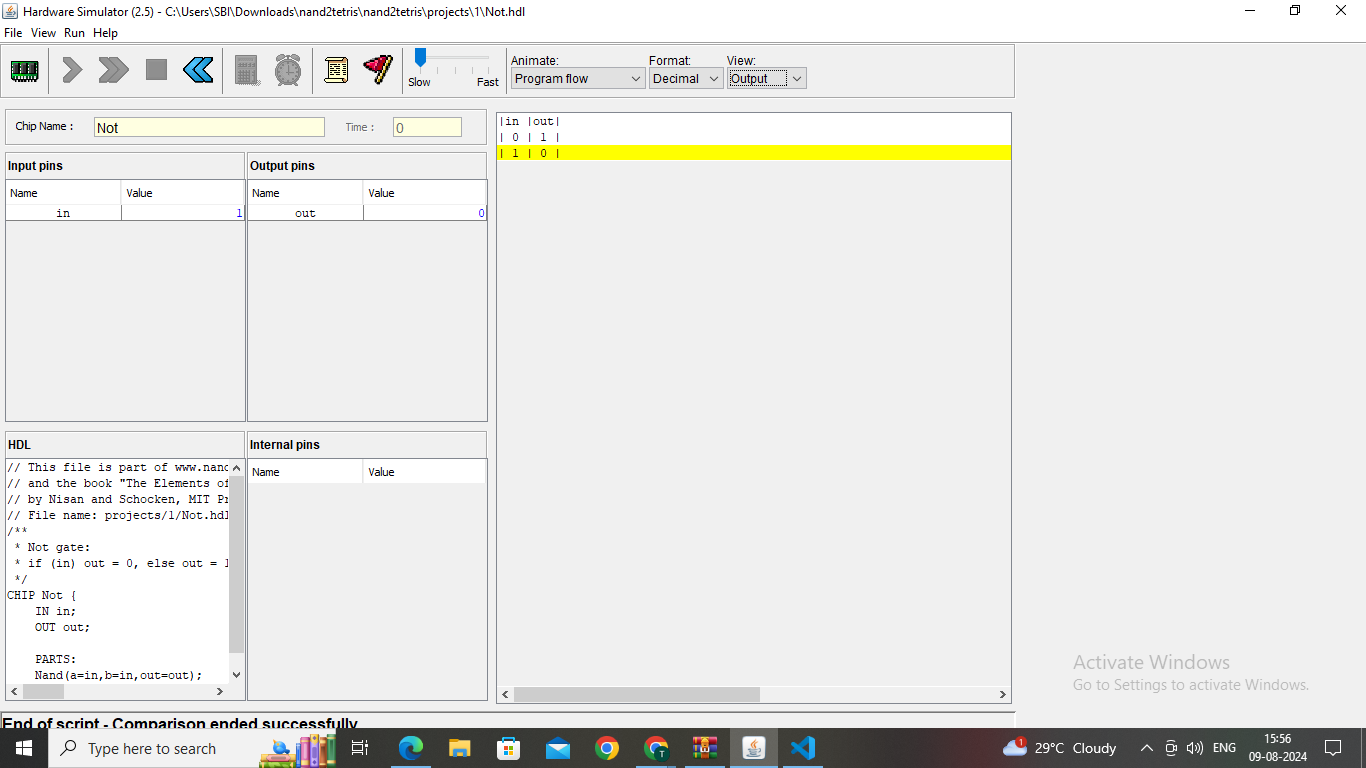 Hardware Simulator (2.5) - C:\Users\SBI\Downloads\nand2tetris\nand2tetris\projects\1\Not.hdl
File View Run Help
Animate: Format: View:
Slow Fast Program flow Decimal Output
Chip Name : Not Time : 0
Input pins Output pins
Name Value Name Value
in 1 out 0
|in |out|
| 0 | 1 |
| 1 | 0 |
HDL Internal pins
Name Value
// This file is part of www.nand
// and the book "The Elements of
// by Nisan and Schocken, MIT Pr
// File name: projects/1/Not.hdl
/**
* Not gate:
* if (in) out = 0, else out = 1
*/
CHIP Not {
IN in;
OUT out;
PARTS:
Nand(a=in,b=in,out=out);
Activate Windows
Go to Settings to activate Windows.
End of script - Comparison ended successfully
Type here to search
1 29°C Cloudy ENG 15:56
09-08-2024